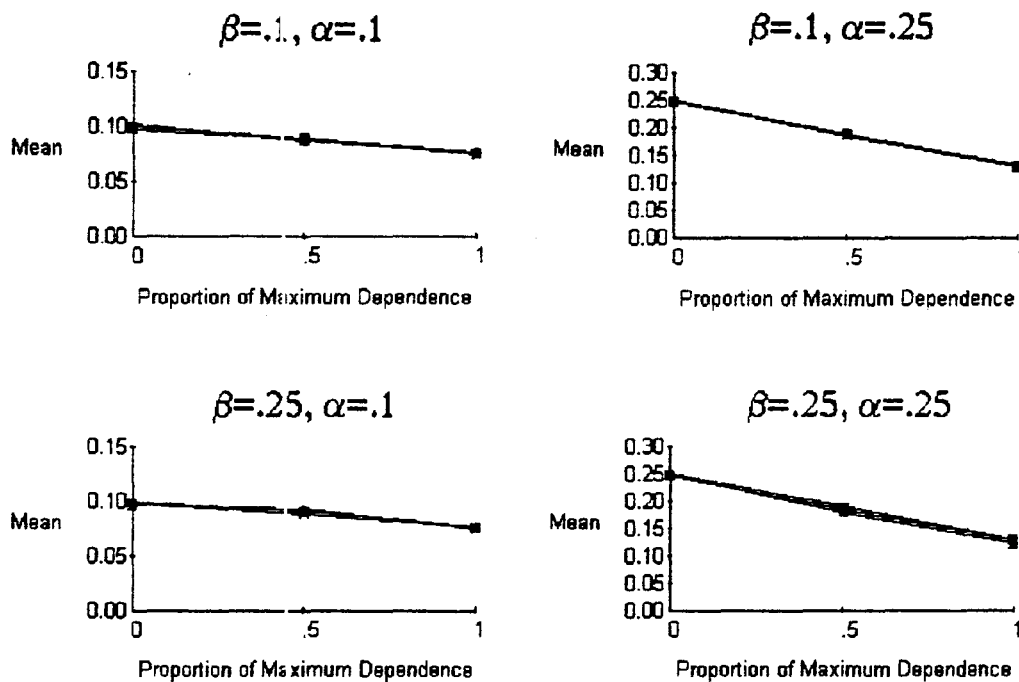 β=.1, α=.1
0.15
0.10
Mean
0.05
0.00
0
.5
1
Proportion of Maximum Dependence
β=.1, α=.25
0.30
0.25
0.20
Mean
0.15
0.10
0.05
0.00
0
.5
1
Proportion of Maximum Dependence
β=.25, α=.1
0.15
0.10
Mean
0.05
0.00
0
.5
1
Proportion of Maximum Dependence
β=.25, α=.25
0.30
0.25
0.20
Mean
0.15
0.10
0.05
0.00
0
.5
1
Proportion of Maximum Dependence